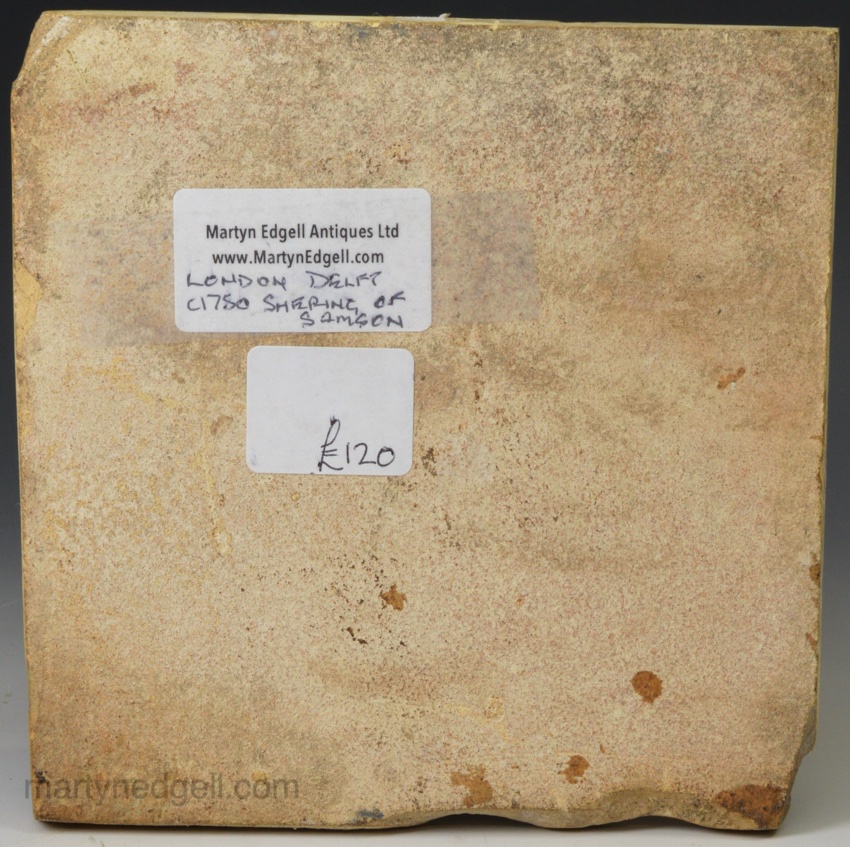 Martyn Edgell Antiques Ltd
www.MartynEdgell.com
LONDON DELFT
C1750 SHERING OF
SAMSON
£120
martynedgell.com